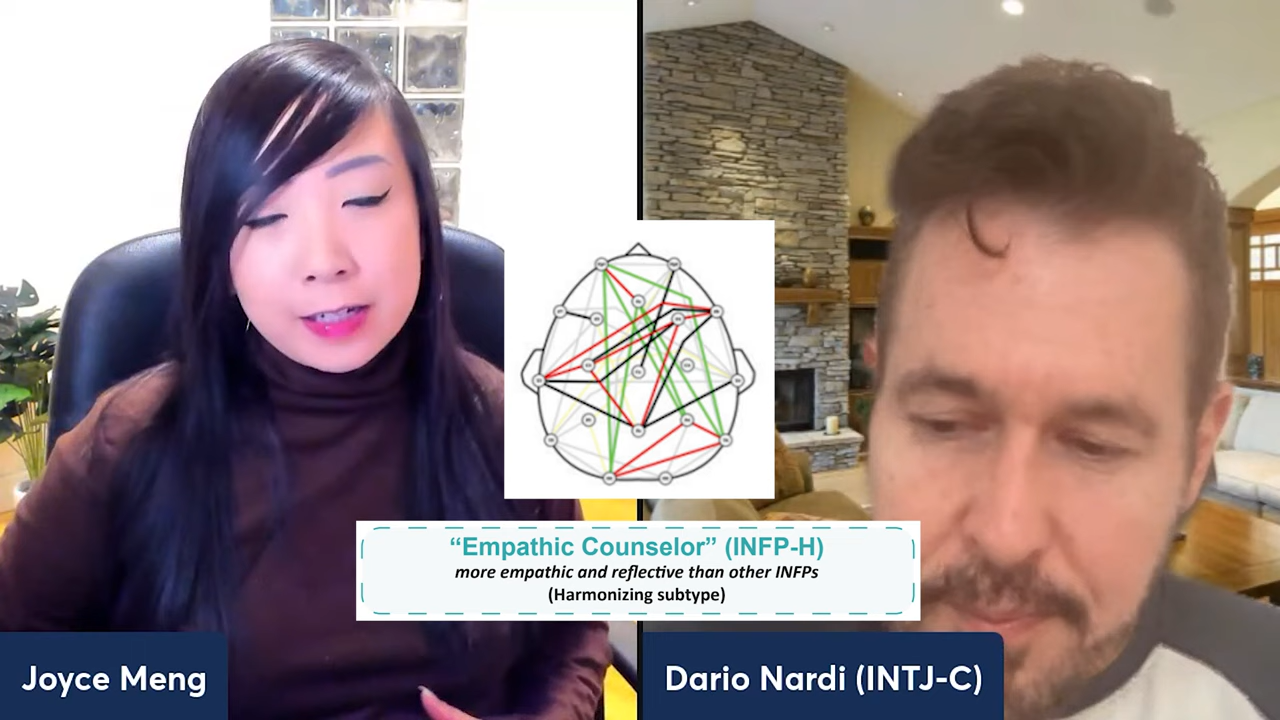 “Empathic Counselor” (INFP-H)
more empathic and reflective than other INFPs
(Harmonizing subtype)
Joyce Meng
Dario Nardi (INTJ-C)